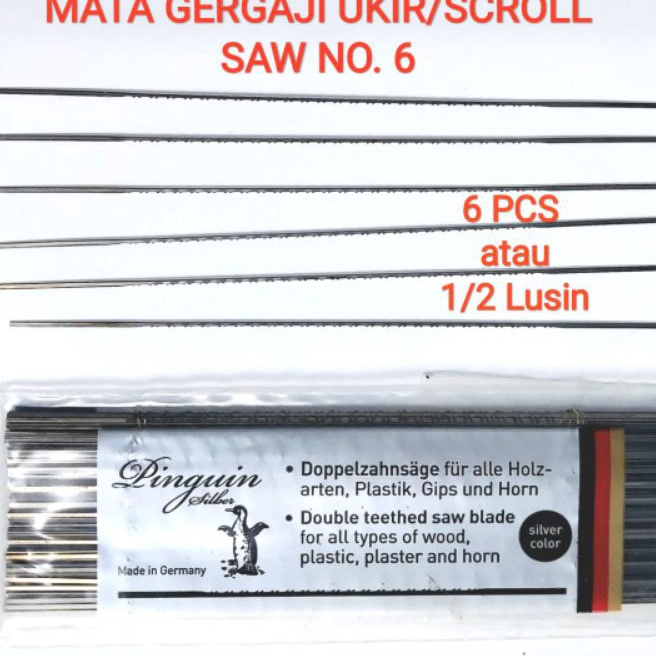 MATA GERGAJI UKIR/SCROLL
SAW NO. 6
6 PCS
atau
1/2 Lusin
Pinguin
Silber
Made in Germany
• Doppelzahnsäge für alle Holz-
arten, Plastik, Gips und Horn
• Double teethed saw blade
for all types of wood,
plastic, plaster and horn
silver
color